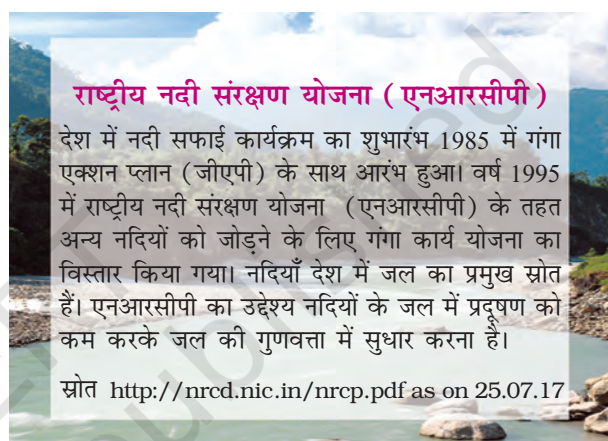 राष्ट्रीय नदी संरक्षण योजना ( एनआरसीपी )
देश में नदी सफाई कार्यक्रम का शुभारंभ 1985 में गंगा
एक्शन प्लान (जीएपी) के साथ आरंभ हुआ। वर्ष 1995
में राष्ट्रीय नदी संरक्षण योजना (एनआरसीपी) के तहत
अन्य नदियों को जोड़ने के लिए गंगा कार्य योजना का
विस्तार किया गया। नदियाँ देश में जल का प्रमुख स्रोत
हैं। एनआरसीपी का उद्देश्य नदियों के जल में प्रदूषण को
कम करके जल की गुणवत्ता में सुधार करना है।
स्रोत http://nrcd.nic.in/nrcp.pdf as on 25.07.17